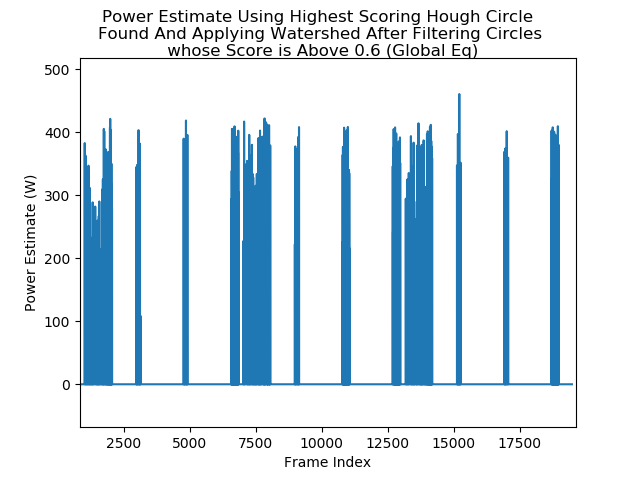 Power Estimate Using Highest Scoring Hough Circle
Found And Applying Watershed After Filtering Circles
whose Score is Above 0.6 (Global Eq)
500
400
300
200
100
0
Power Estimate (W)
2500 5000 7500 10000 12500 15000 17500
Frame Index